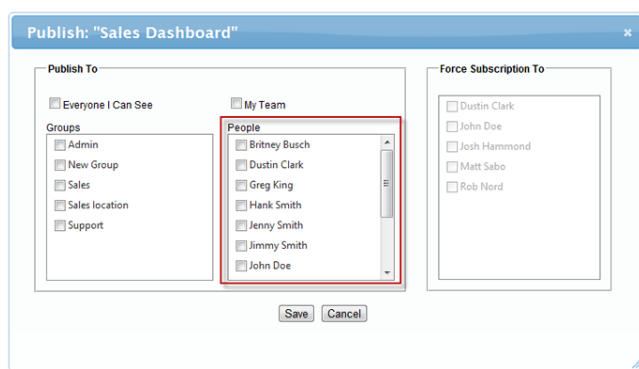 Publish: "Sales Dashboard"
Publish To
Everyone I Can See
My Team
Groups
Admin
New Group
Sales
Sales location
Support
People
Britney Busch
Dustin Clark
Greg King
Hank Smith
Jenny Smith
Jimmy Smith
John Doe
Force Subscription To
Dustin Clark
John Doe
Josh Hammond
Matt Sabo
Rob Nord
Save
Cancel